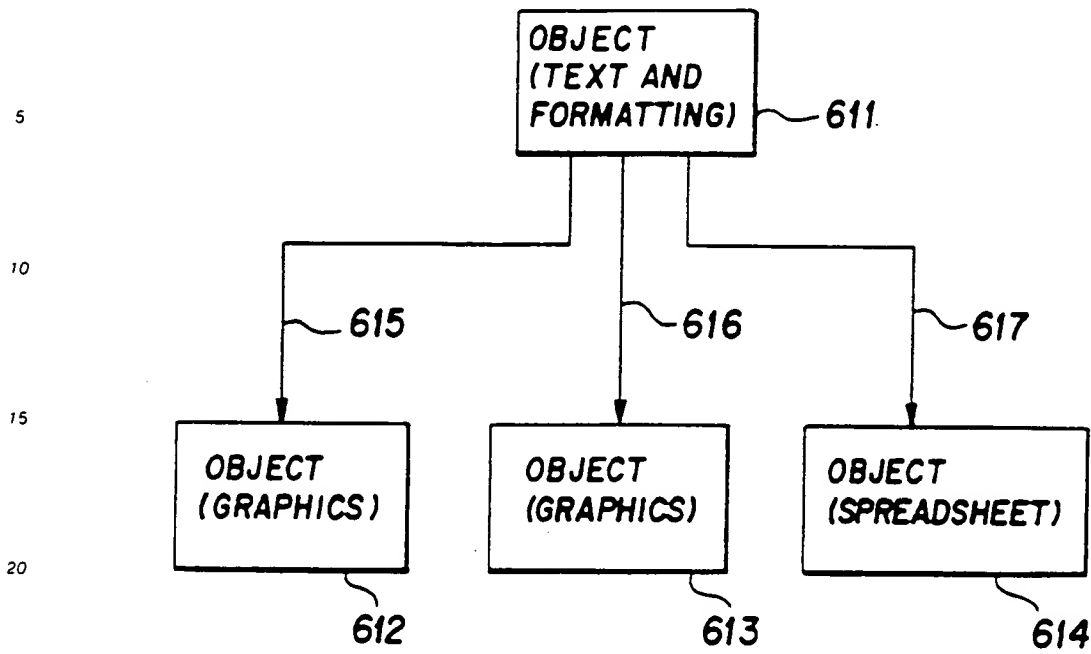 OBJECT
(TEXT AND
FORMATTING)
5
611
10
615
616
617
15
OBJECT
(GRAPHICS)
OBJECT
(GRAPHICS)
OBJECT
(SPREADSHEET)
20
612
613
614